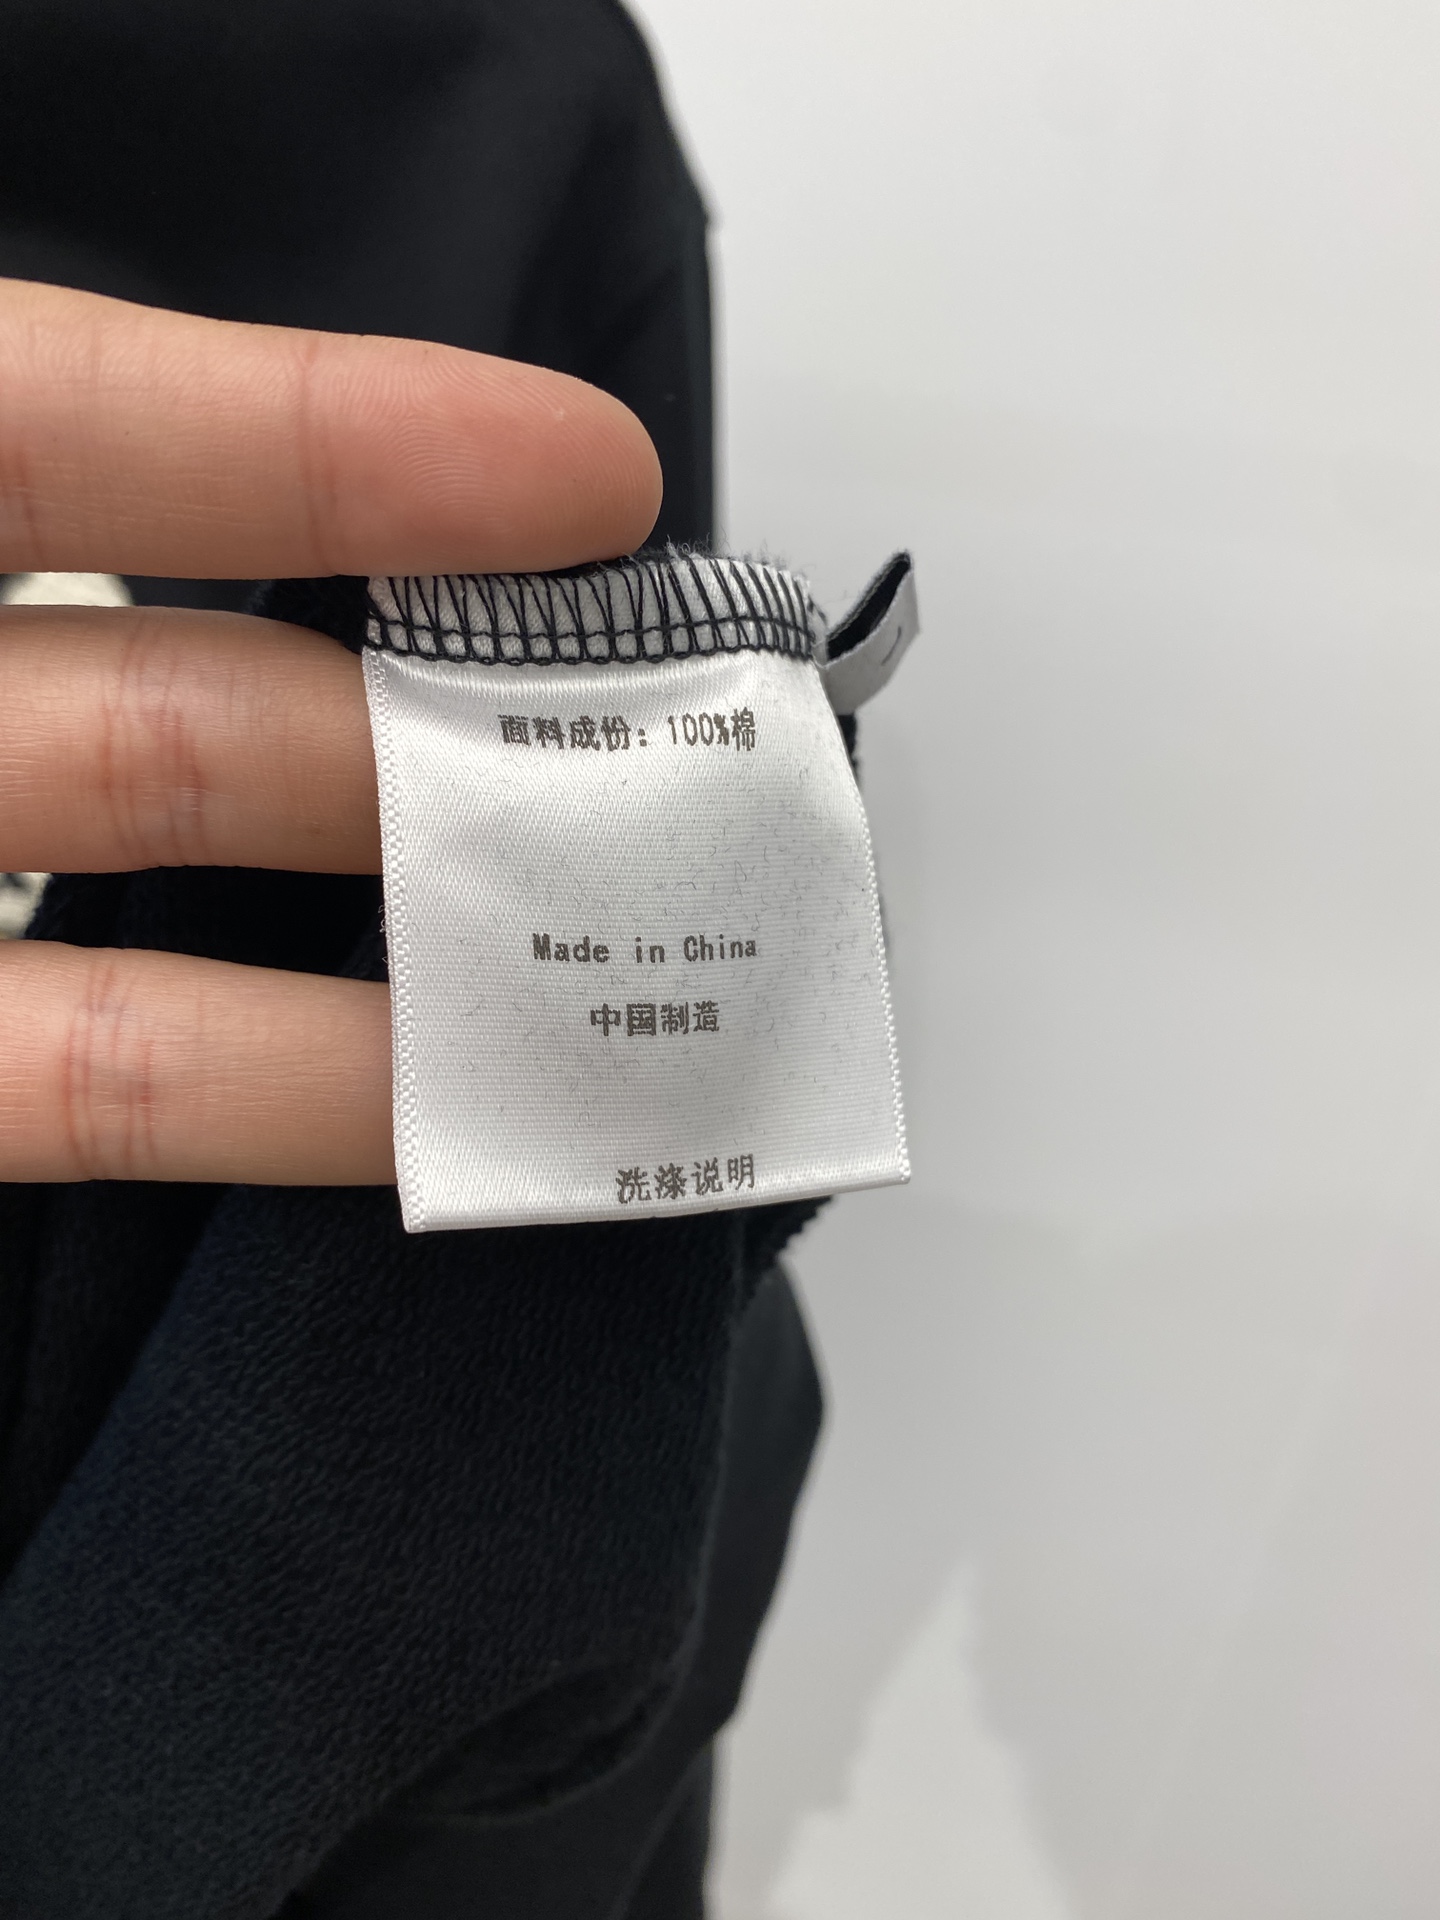 面料成份：100%棉
Made in China
中国制造
洗涤说明